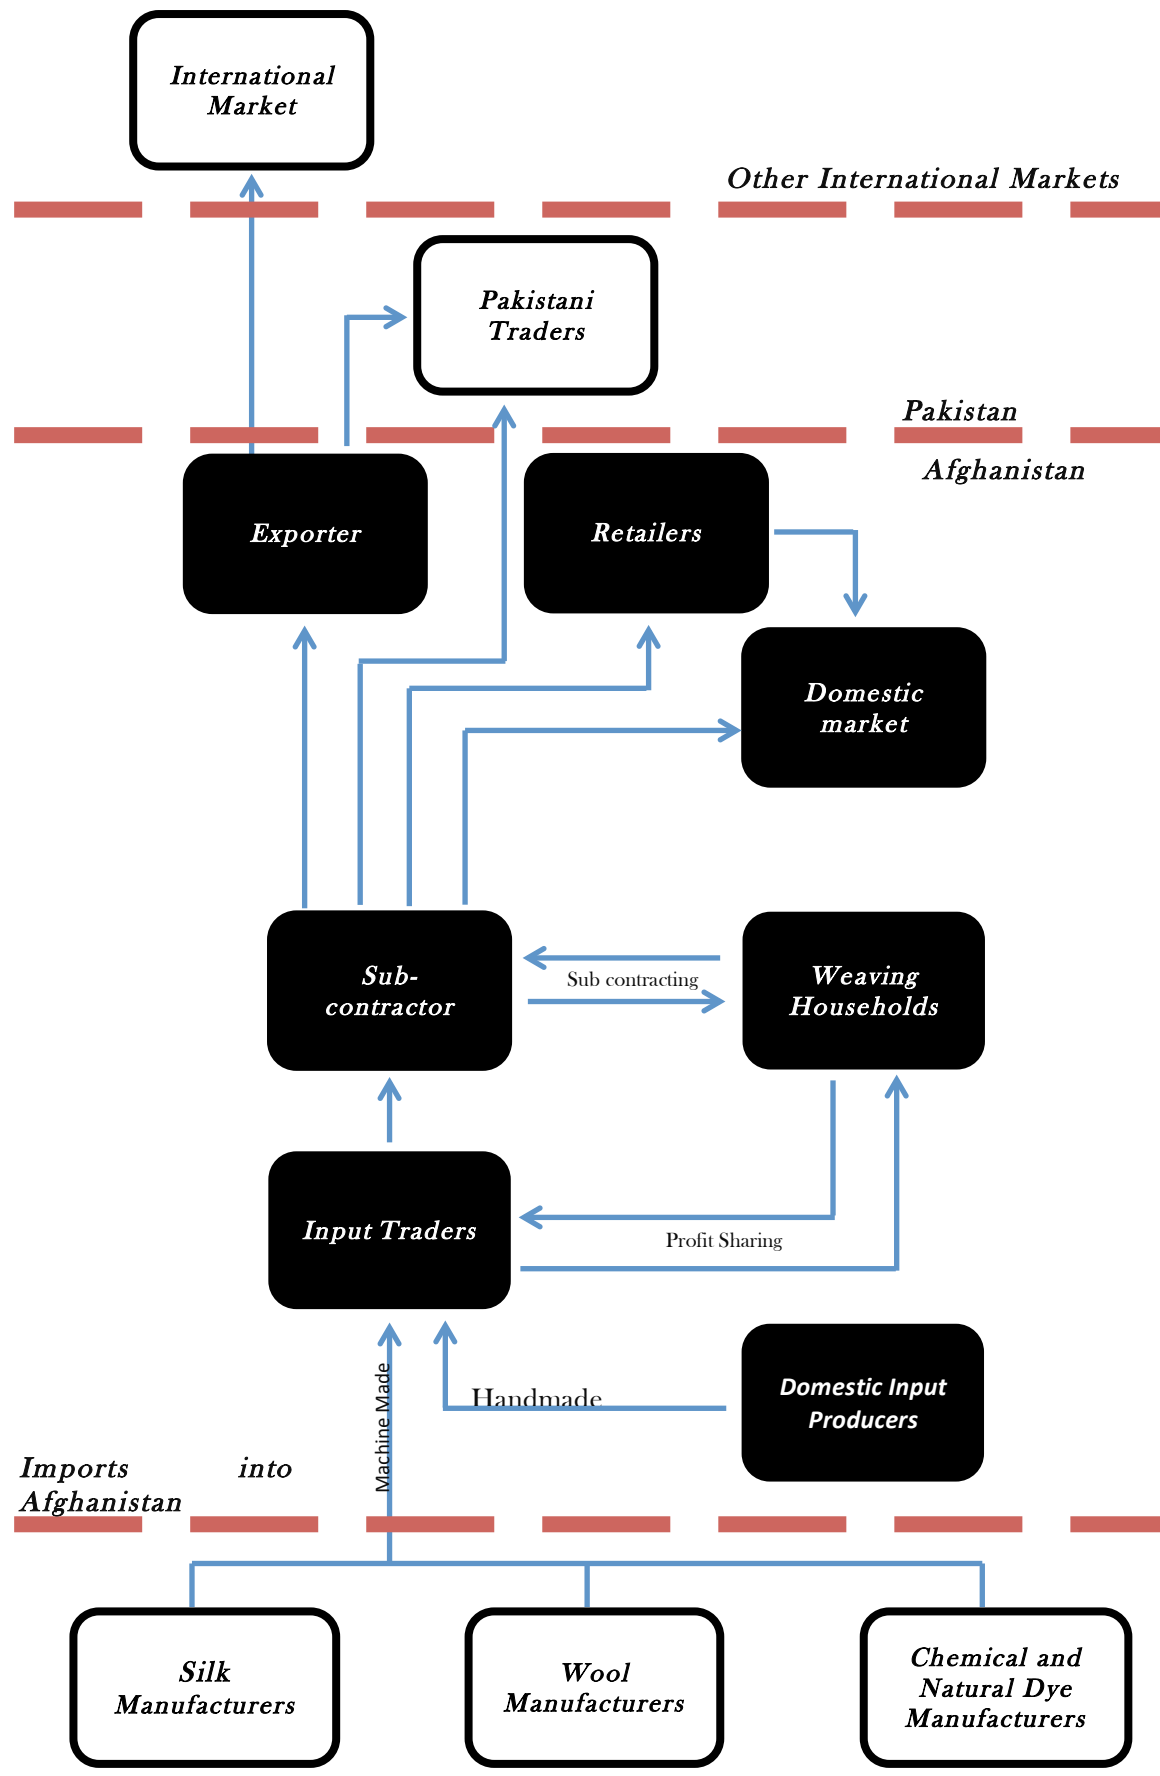 International
Market
Other International Markets
Pakistani
Traders
Pakistan
Afghanistan
Exporter
Retailers
Domestic
market
Sub-
contractor
Sub contracting
Weaving
Households
Input Traders
Profit Sharing
Machine Made
Handmade
Domestic Input
Producers
Imports into
Afghanistan
Silk
Manufacturers
Wool
Manufacturers
Chemical and
Natural Dye
Manufacturers